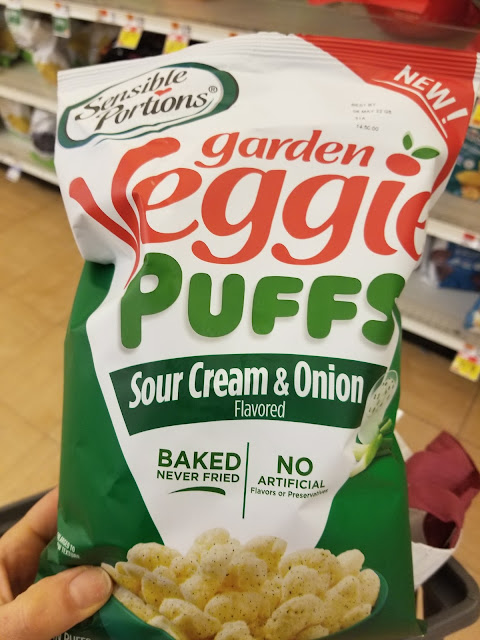 Sensible
Portions®
NEW!
garden
Veggie
PUFFS
Sour Cream & Onion
Flavored
BAKED
NEVER FRIED
NO
ARTIFICIAL
Flavors or Preservatives